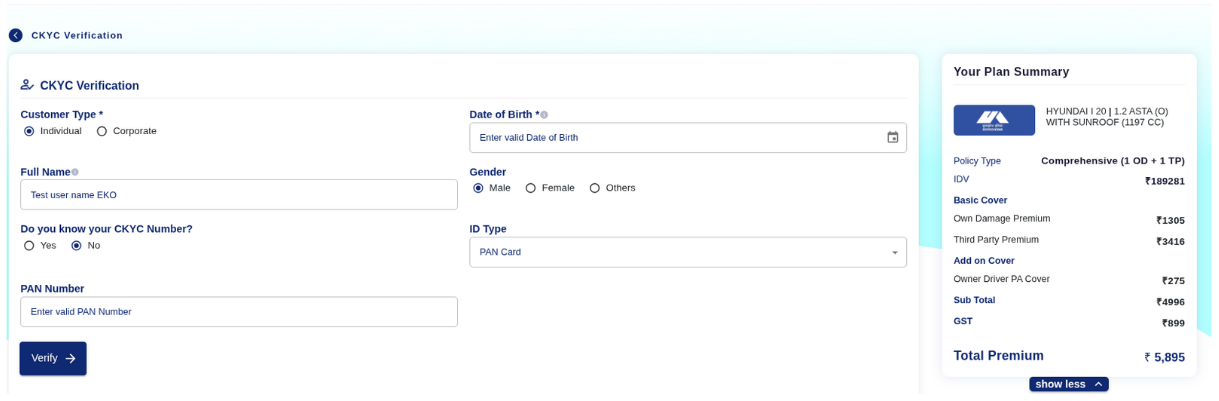 CKYC Verification
CKYC Verification
Customer Type *
Individual Corporate
Date of Birth *
Enter valid Date of Birth
Full Name
Test user name EKO
Gender
Male Female Others
Do you know your CKYC Number?
Yes No
ID Type
PAN Card
PAN Number
Enter valid PAN Number
Verify
Your Plan Summary
HYUNDAI I 20 | 1.2 ASTA (O)
WITH SUNROOF (1197 CC)
Policy Type Comprehensive (1 OD + 1 TP)
IDV ₹189281
Basic Cover
Own Damage Premium ₹1305
Third Party Premium ₹3416
Add on Cover
Owner Driver PA Cover ₹275
Sub Total ₹4996
GST ₹899
Total Premium ₹ 5,895
show less